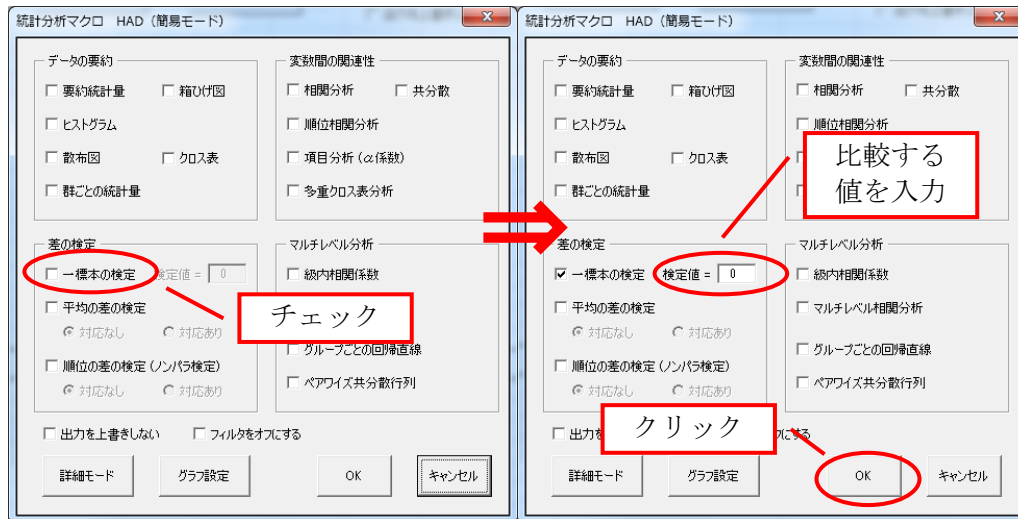 統計分析マクロ HAD (簡易モード)
データの要約
要約統計量 箱ひげ図
ヒストグラム
散布図 クロス表
群ごとの統計量
変数間の関連性
相関分析 共分散
順位相関分析
項目分析 (α係数)
多重クロス表分析
差の検定
一標本の検定 検定値 = 0
平均の差の検定
対応なし 対応あり
順位の差の検定 (ノンパラ検定)
対応なし 対応あり
マルチレベル分析
級内相関係数
チェック
グループごとの回帰直線
ペアワイズ共分散行列
出力を上書きしない フィルタをオフにする
詳細モード グラフ設定 OK キャンセル
統計分析マクロ HAD (簡易モード)
データの要約
要約統計量 箱ひげ図
ヒストグラム
散布図 クロス表
群ごとの統計量
変数間の関連性
相関分析 共分散
順位相関分析
比較する
値を入力
差の検定
一標本の検定 検定値 = 0
平均の差の検定
対応なし 対応あり
順位の差の検定 (ノンパラ検定)
対応なし 対応あり
マルチレベル分析
級内相関係数
マルチレベル相関分析
グループごとの回帰直線
ペアワイズ共分散行列
クリック
出力を
にする
詳細モード グラフ設定 OK キャンセル